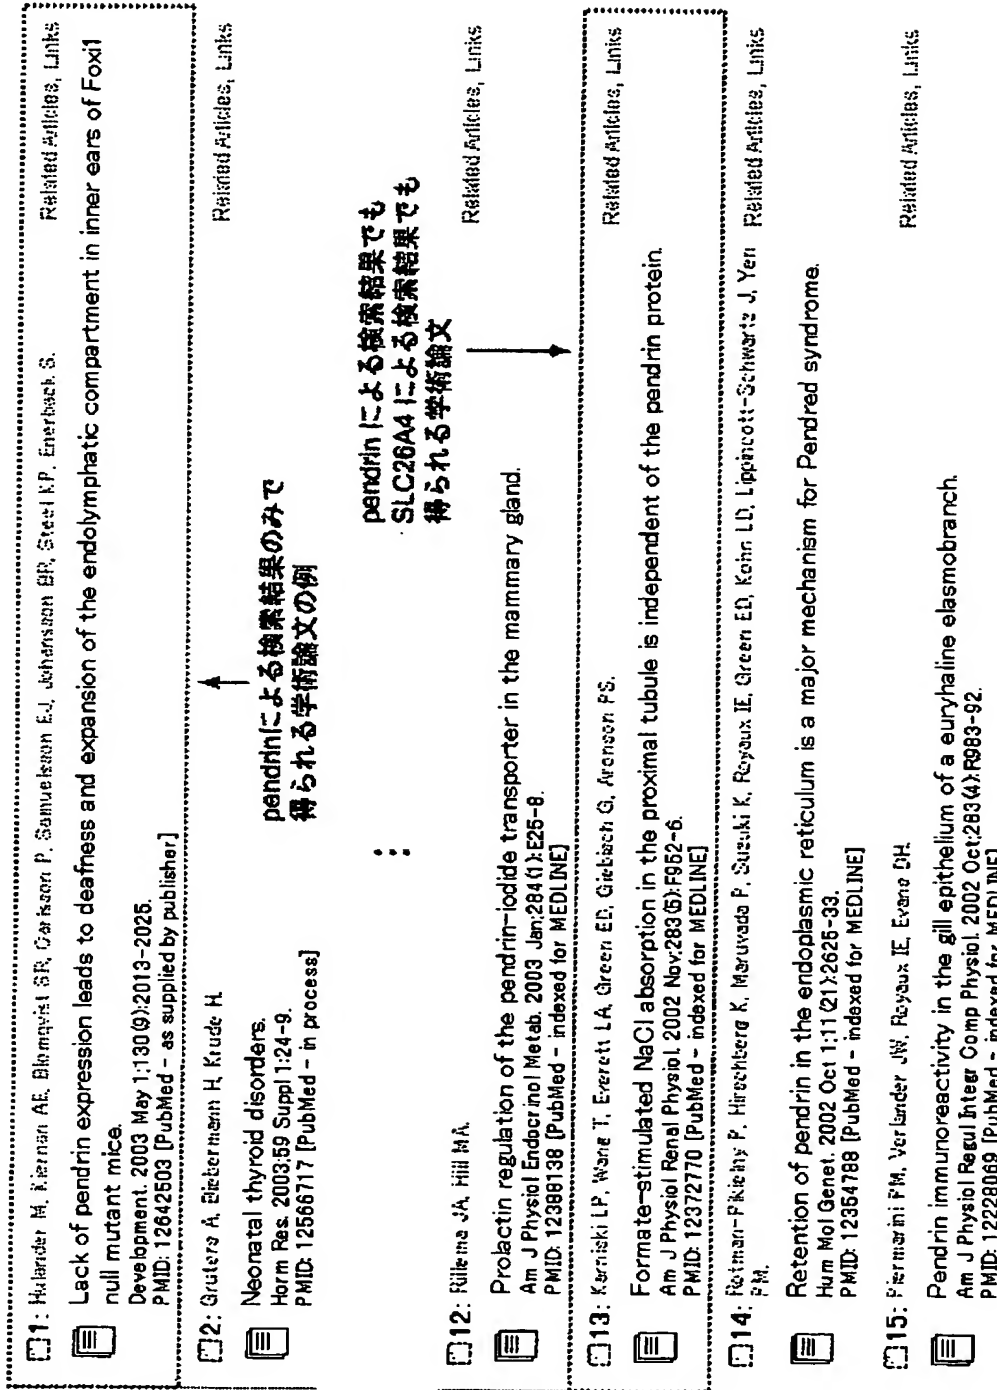 1: Hulander M, Kiernan AE, Blomqvist SR, Carlsson P, Samuelsson EJ, Johansson BR, Steel KP, Enerback S. Related Articles, Links
Lack of pendrin expression leads to deafness and expansion of the endolymphatic compartment in inner ears of Foxi1
null mutant mice.
Development. 2003 May 1;130(9):2013-2025.
PMID: 12642503 [PubMed - as supplied by publisher]
2: Gruters A, Biebermann H, Krude H. Related Articles, Links
Neonatal thyroid disorders.
Horm Res. 2003;59 Suppl 1:24-9.
PMID: 12566717 [PubMed - in process]
pendrinによる検索結果のみで
得られる学術論文の例
pendrinによる検索結果でも
SLC26A4による検索結果でも
得られる学術論文
12: Rillema JA, Hill MA. Related Articles, Links
Prolactin regulation of the pendrin-iodide transporter in the mammary gland.
Am J Physiol Endocrinol Metab. 2003 Jan;284(1):E25-8.
PMID: 12388138 [PubMed - indexed for MEDLINE]
13: Karniski LP, Wang T, Everett LA, Green ED, Giebisch G, Aronson PS. Related Articles, Links
Formate-stimulated NaCl absorption in the proximal tubule is independent of the pendrin protein.
Am J Physiol Renal Physiol. 2002 Nov;283(5):F952-6.
PMID: 12372770 [PubMed - indexed for MEDLINE]
14: Rotman-Pikielny P, Hirschberg K, Maruvada P, Suzuki K, Royaux IE, Green ED, Kohn LD, Lippincott-Schwartz J, Yen Related Articles, Links
PM.
Retention of pendrin in the endoplasmic reticulum is a major mechanism for Pendred syndrome.
Hum Mol Genet. 2002 Oct 1;11(21):2625-33.
PMID: 12354788 [PubMed - indexed for MEDLINE]
15: Piermarini PM, Verlander JW, Royaux IE, Evans DH. Related Articles, Links
Pendrin immunoreactivity in the gill epithelium of a euryhaline elasmobranch.
Am J Physiol Regul Integr Comp Physiol. 2002 Oct;283(4):R983-92.
PMID: 12228069 [PubMed - indexed for MEDLINE]